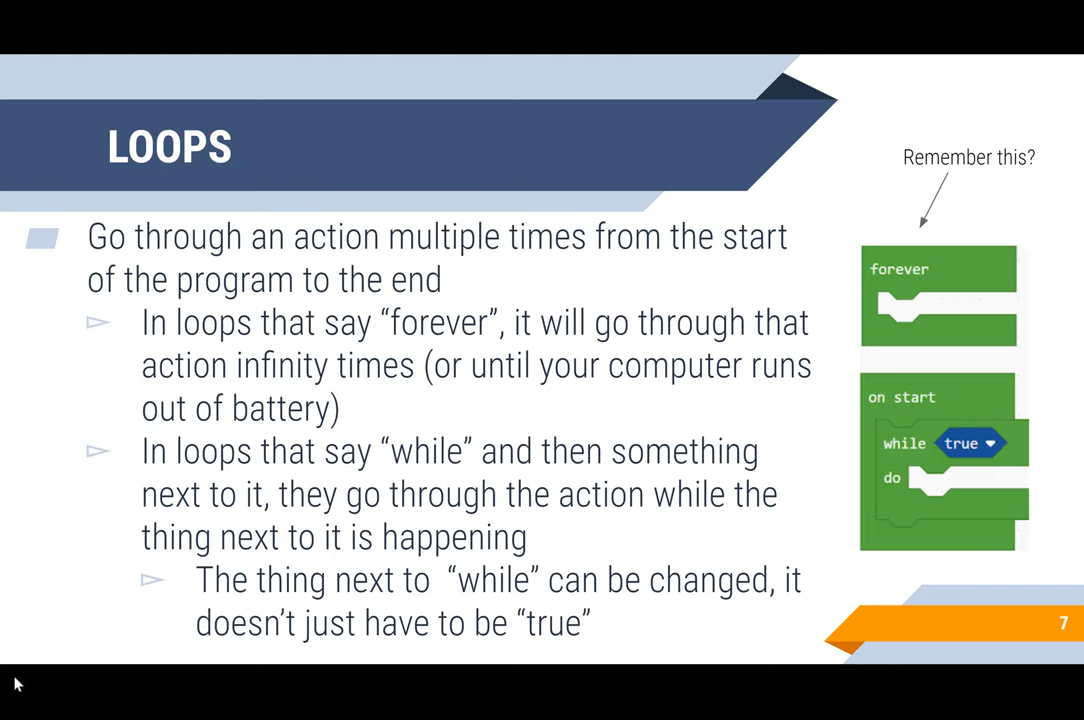 LOOPS
Remember this?
Go through an action multiple times from the start
of the program to the end
In loops that say “forever”, it will go through that
action infinity times (or until your computer runs
out of battery)
In loops that say “while” and then something
next to it, they go through the action while the
thing next to it is happening
The thing next to “while” can be changed, it
doesn’t just have to be “true”
forever
on start
while true
do
7